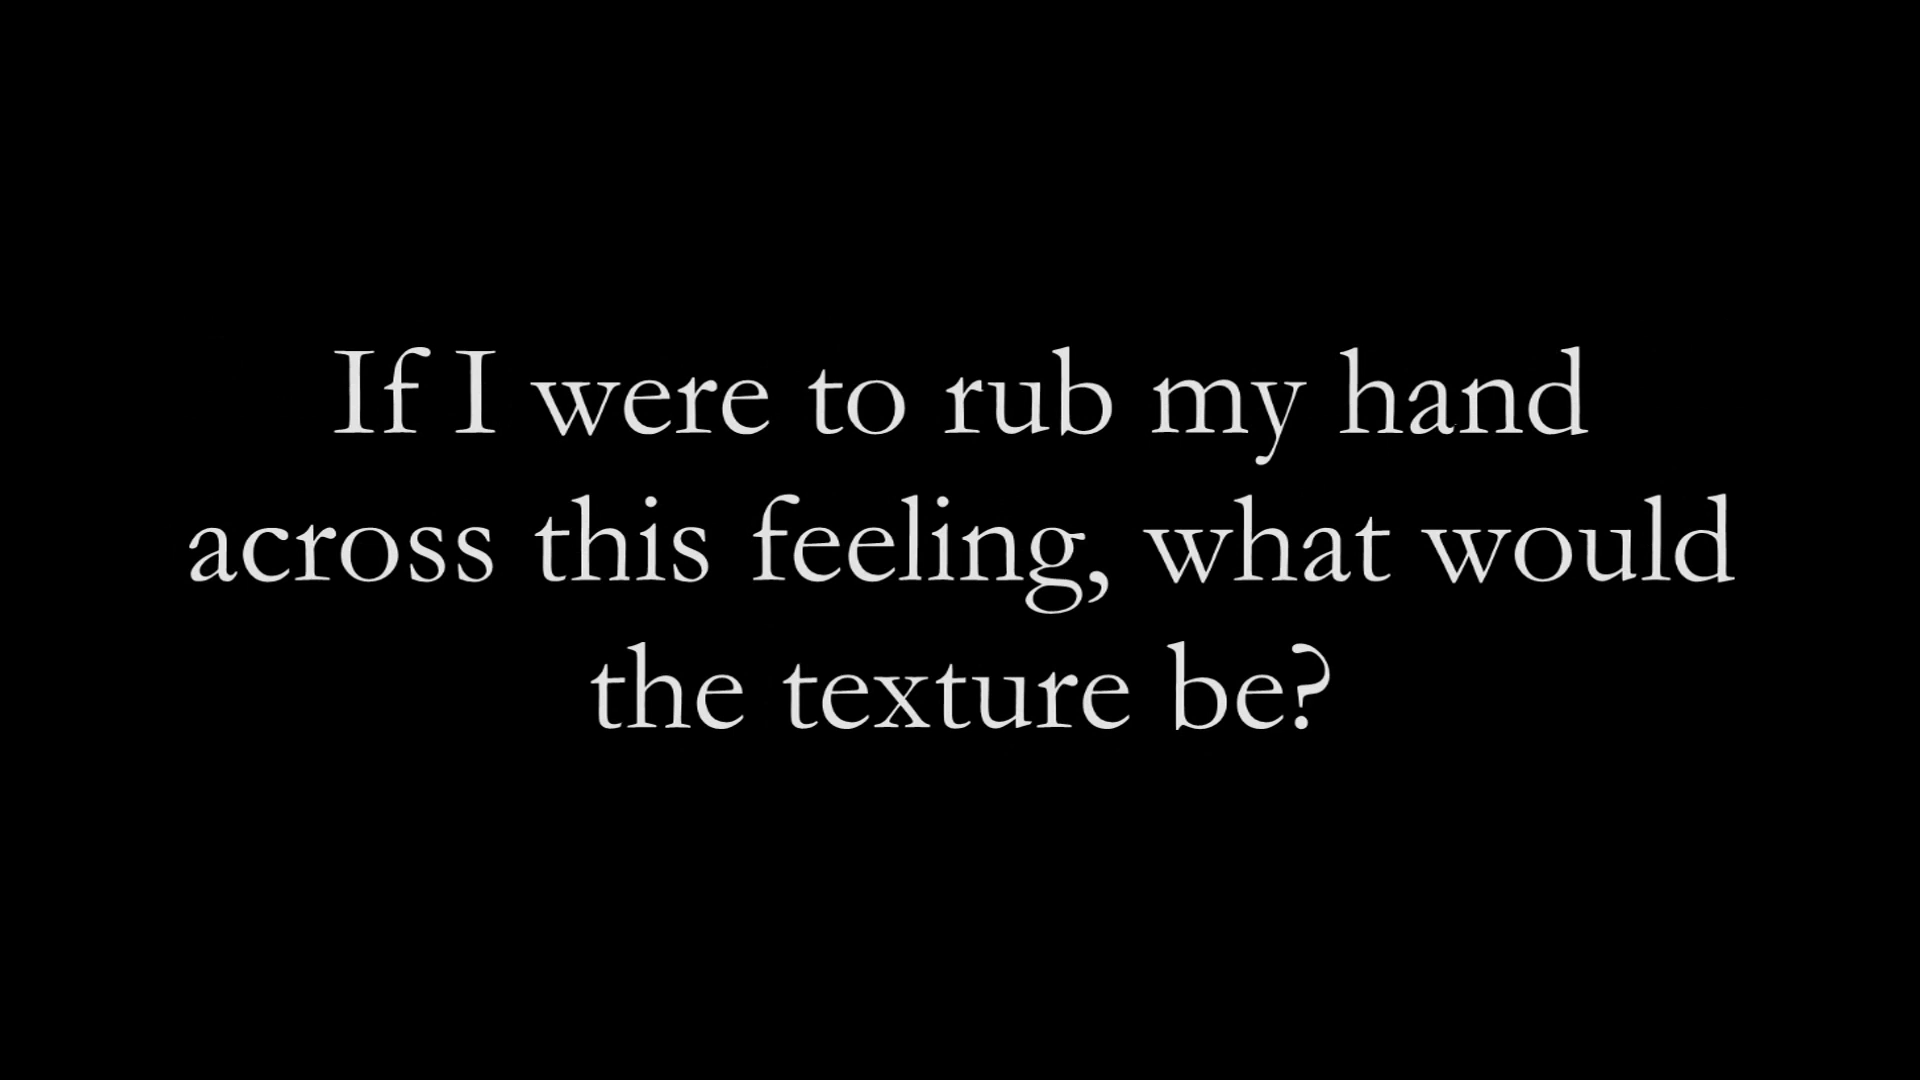 If I were to rub my hand
across this feeling, what would
the texture be?